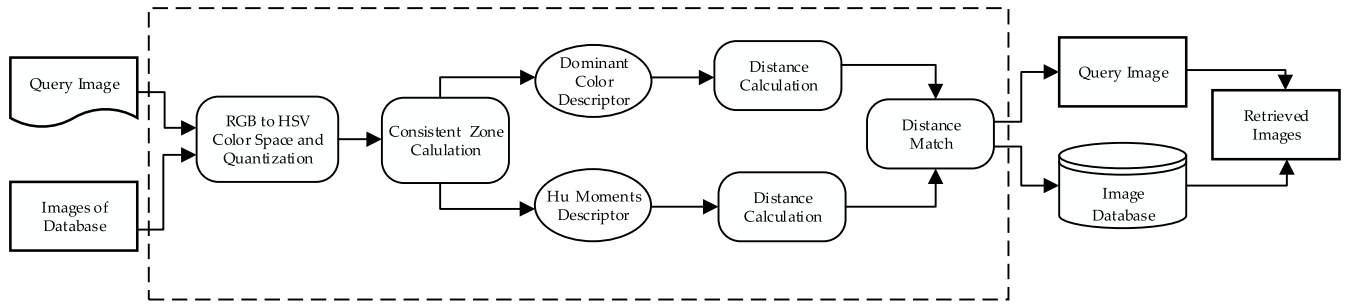 Query Image
Images of
Database
RGB to HSV
Color Space and
Quantization
Consistent Zone
Calulation
Dominant
Color
Descriptor
Hu Moments
Descriptor
Distance
Calculation
Distance
Calculation
Distance
Match
Query Image
Image
Database
Retrieved
Images